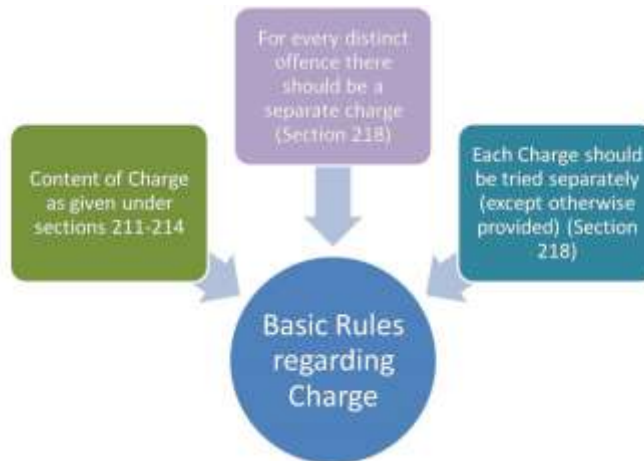 For every distinct
offence there
should be a
separate charge
(Section 218)
Content of Charge
as given under
sections 211-214
Each Charge should
be tried separately
(except otherwise
provided) (Section
218)
Basic Rules
regarding
Charge